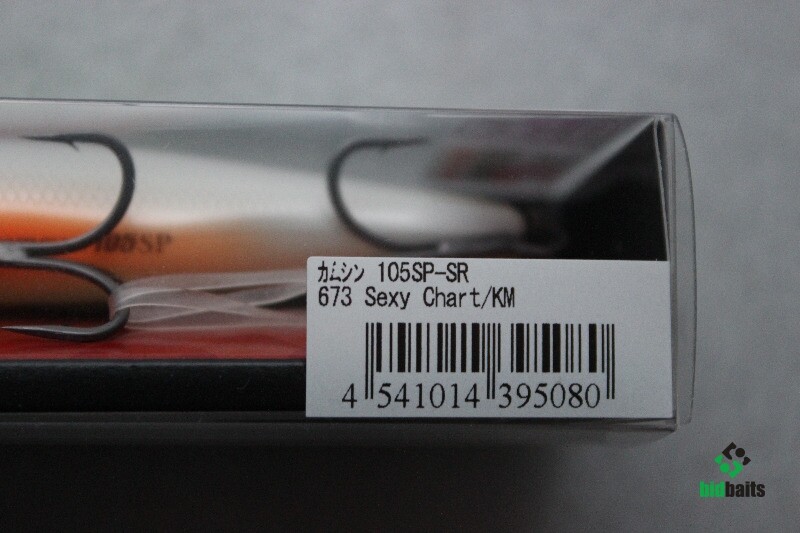 105SP
ｶﾑｼﾝ 105SP-SR
673 Sexy Chart/KM
4 541014 395080
bidbaits